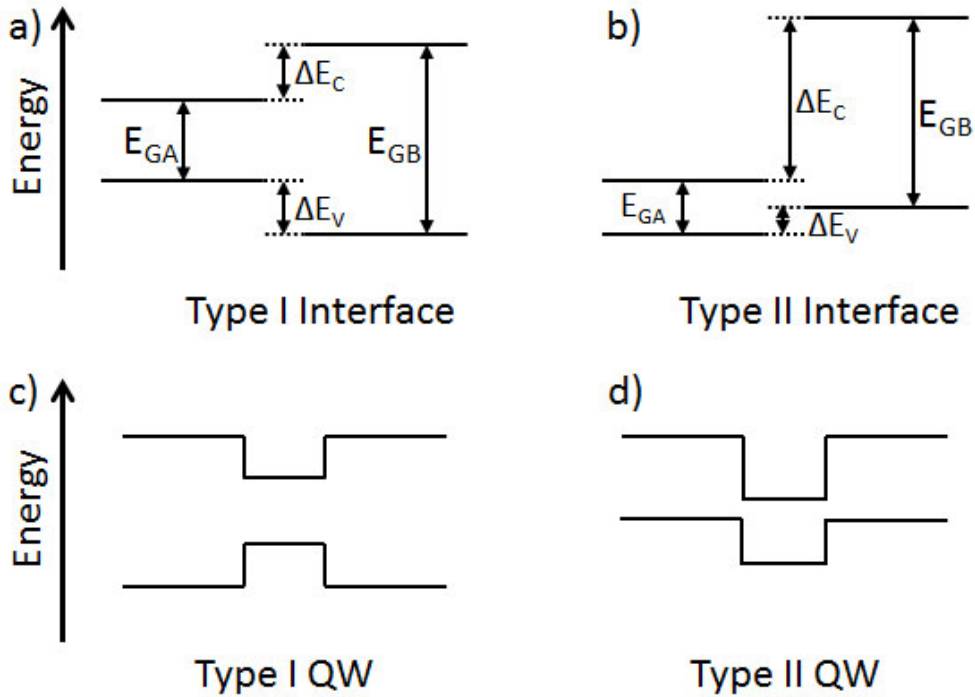 a)
b)
Energy
ΔE_C
E_GA
E_GB
ΔE_V
ΔE_C
E_GB
E_GA
ΔE_V
Type I Interface
Type II Interface
c)
d)
Energy
Type I QW
Type II QW